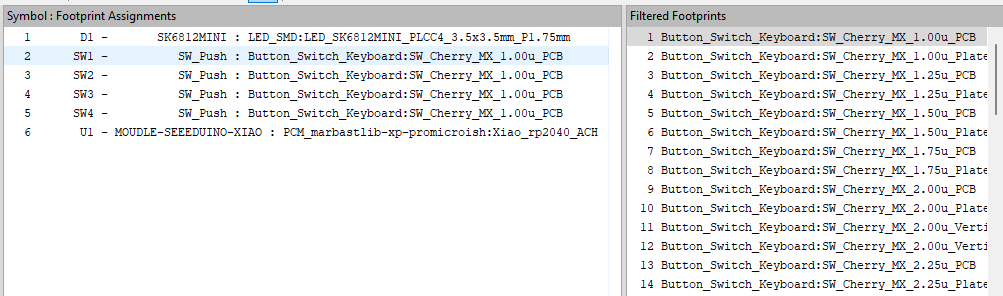 Symbol : Footprint Assignments
1 D1 - SK6812MINI : LED_SMD:LED_SK6812MINI_PLCC4_3.5x3.5mm_P1.75mm
2 SW1 - SW_Push : Button_Switch_Keyboard:SW_Cherry_MX_1.00u_PCB
3 SW2 - SW_Push : Button_Switch_Keyboard:SW_Cherry_MX_1.00u_PCB
4 SW3 - SW_Push : Button_Switch_Keyboard:SW_Cherry_MX_1.00u_PCB
5 SW4 - SW_Push : Button_Switch_Keyboard:SW_Cherry_MX_1.00u_PCB
6 U1 - MOUDLE-SEEEDUINO-XIAO : PCM_marbastlib-xp-promicroish:Xiao_rp2040_ACH
Filtered Footprints
1 Button_Switch_Keyboard:SW_Cherry_MX_1.00u_PCB
2 Button_Switch_Keyboard:SW_Cherry_MX_1.00u_Plate
3 Button_Switch_Keyboard:SW_Cherry_MX_1.25u_PCB
4 Button_Switch_Keyboard:SW_Cherry_MX_1.25u_Plate
5 Button_Switch_Keyboard:SW_Cherry_MX_1.50u_PCB
6 Button_Switch_Keyboard:SW_Cherry_MX_1.50u_Plate
7 Button_Switch_Keyboard:SW_Cherry_MX_1.75u_PCB
8 Button_Switch_Keyboard:SW_Cherry_MX_1.75u_Plate
9 Button_Switch_Keyboard:SW_Cherry_MX_2.00u_PCB
10 Button_Switch_Keyboard:SW_Cherry_MX_2.00u_Plate
11 Button_Switch_Keyboard:SW_Cherry_MX_2.00u_Verti
12 Button_Switch_Keyboard:SW_Cherry_MX_2.00u_Verti
13 Button_Switch_Keyboard:SW_Cherry_MX_2.25u_PCB
14 Button_Switch_Keyboard:SW_Cherry_MX_2.25u_Plate